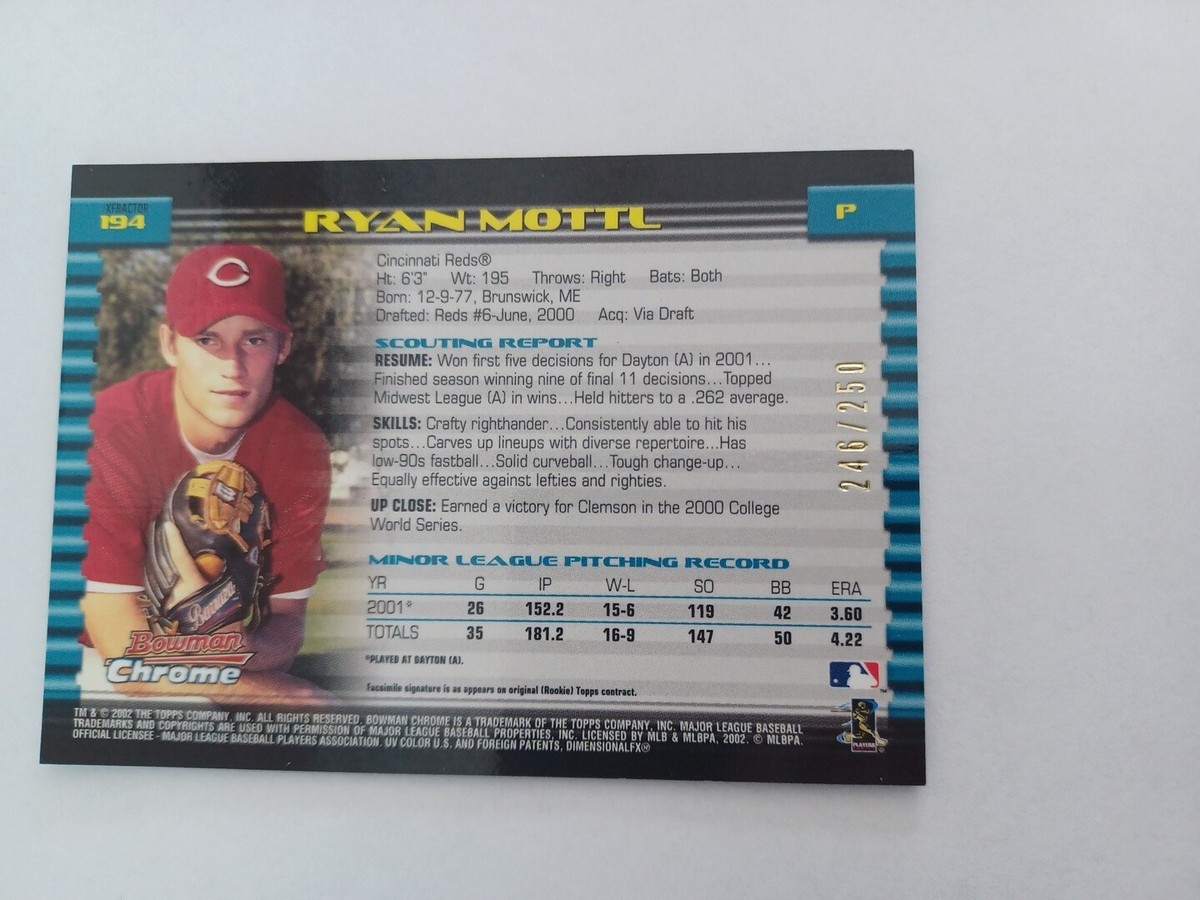 XFRACTOR
194
RYAN MOTTL
P
Cincinnati Reds®
Ht: 6'3" Wt: 195 Throws: Right Bats: Both
Born: 12-9-77, Brunswick, ME
Drafted: Reds #6-June, 2000 Acq: Via Draft
SCOUTING REPORT
RESUME: Won first five decisions for Dayton (A) in 2001...
Finished season winning nine of final 11 decisions...Topped
Midwest League (A) in wins...Held hitters to a .262 average.
SKILLS: Crafty righthander...Consistently able to hit his
spots...Carves up lineups with diverse repertoire...Has
low-90s fastball...Solid curveball...Tough change-up...
Equally effective against lefties and righties.
UP CLOSE: Earned a victory for Clemson in the 2000 College
World Series.
246/250
MINOR LEAGUE PITCHING RECORD
YR G IP W-L SO BB ERA
2001* 26 152.2 15-6 119 42 3.60
TOTALS 35 181.2 16-9 147 50 4.22
*PLAYED AT DAYTON (A).
Facsimile signature is as appears on original (Rookie) Topps contract.
Bowman
Chrome
TM & © 2002 THE TOPPS COMPANY, INC. ALL RIGHTS RESERVED. BOWMAN CHROME IS A TRADEMARK OF THE TOPPS COMPANY, INC. MAJOR LEAGUE BASEBALL
TRADEMARKS AND COPYRIGHTS ARE USED WITH PERMISSION OF MAJOR LEAGUE BASEBALL PROPERTIES, INC. LICENSED BY MLB & MLBPA, 2002. © MLBPA.
OFFICIAL LICENSEE - MAJOR LEAGUE BASEBALL PLAYERS ASSOCIATION. UV COLOR U.S. AND FOREIGN PATENTS, DIMENSIONALFX®
PLAYERS